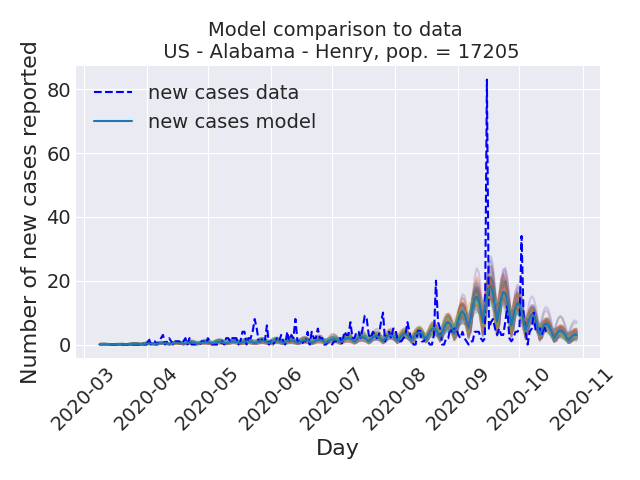 Model comparison to data
US - Alabama - Henry, pop. = 17205
Number of new cases reported
80
60
40
20
0
new cases data
new cases model
2020-03
2020-04
2020-05
2020-06
2020-07
2020-08
2020-09
2020-10
2020-11
Day